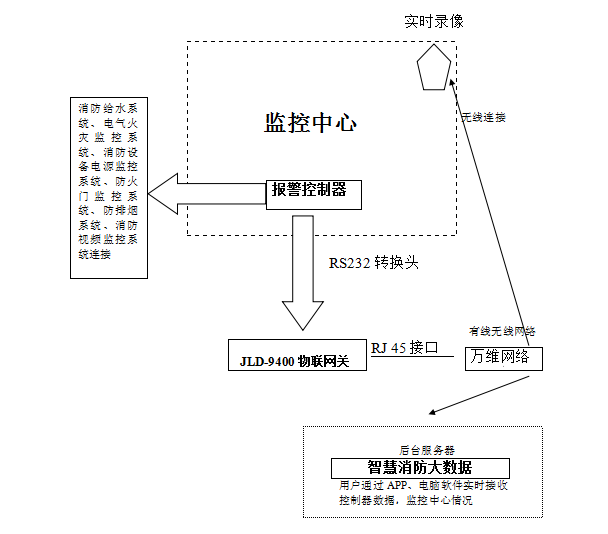 实时录像
无线连接
监控中心
消防给水系
统、电气火
灾监控系
统、消防设
备电源监控
系统、防火
门监控系
统、防排烟
系统、消防
视频监控系
统连接
报警控制器
RS232 转换头
有线无线网络
RJ 45 接口
万维网络
JLD-9400 物联网关
后台服务器
智慧消防大数据
用户通过 APP、电脑软件实时接收
控制器数据，监控中心情况